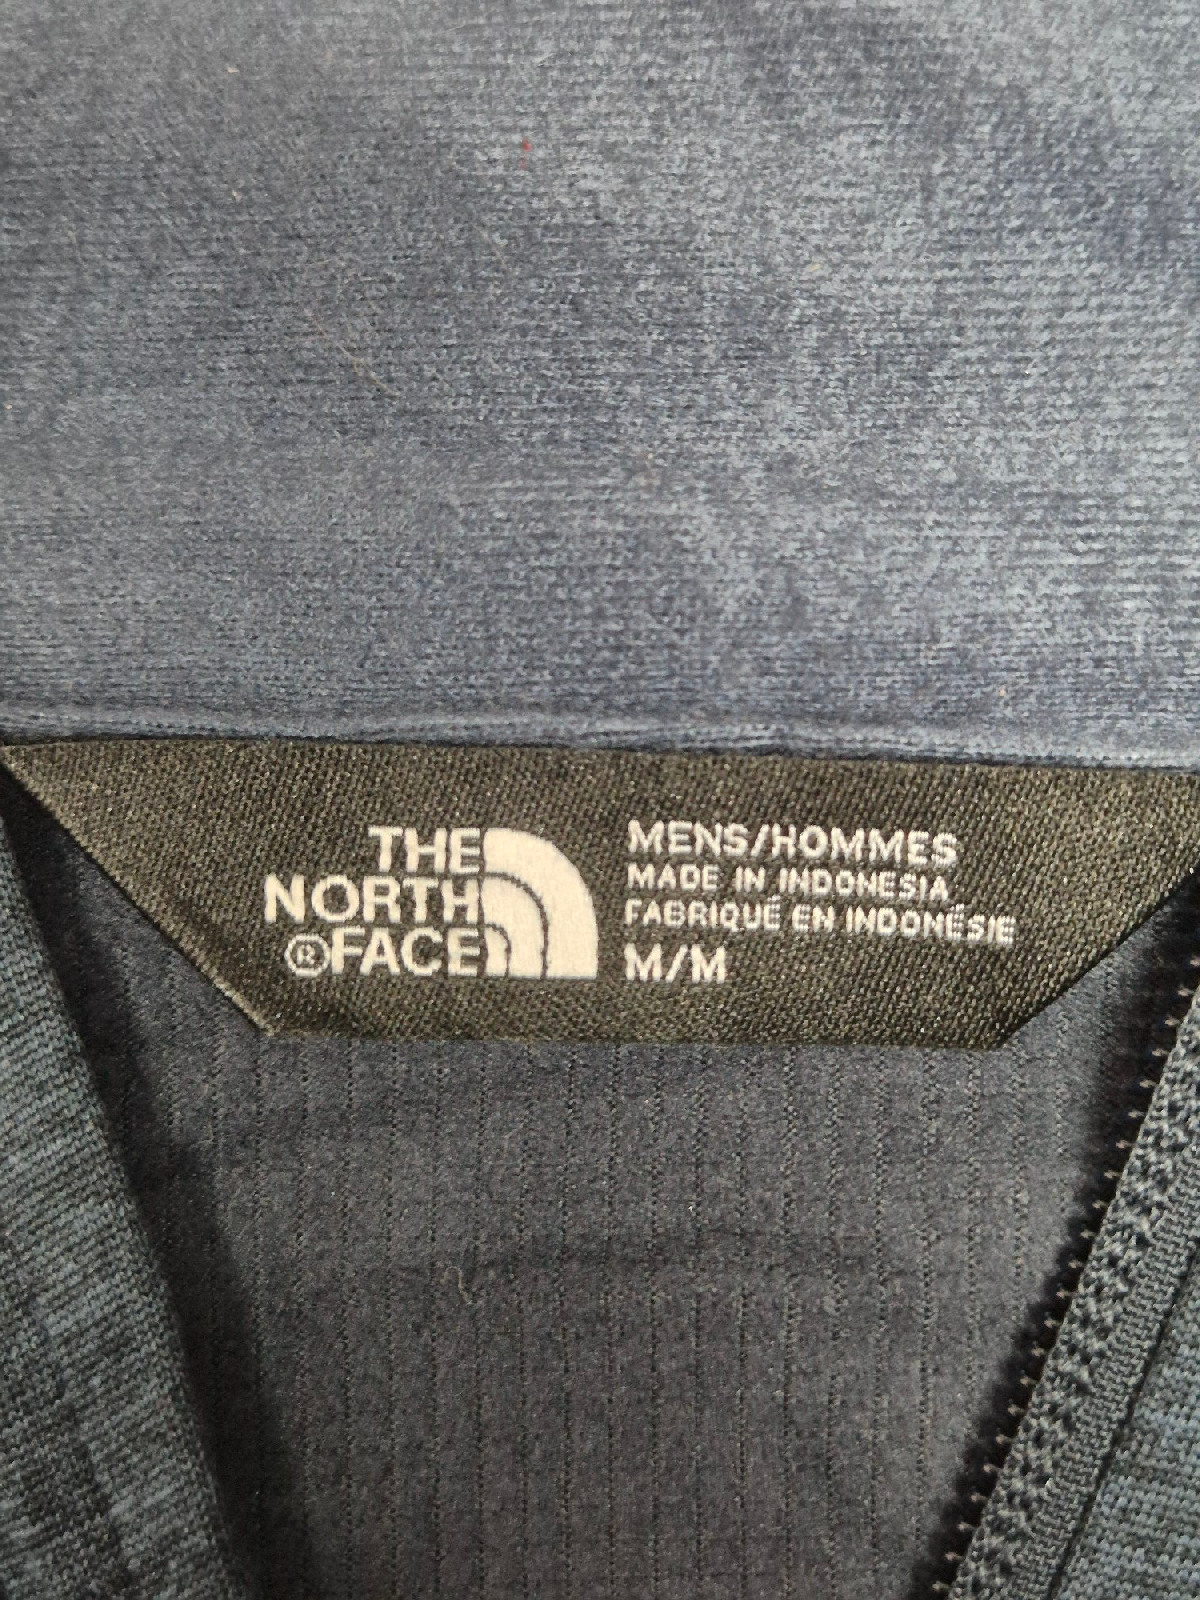 THE
NORTH
®FACE
MENS/HOMMES
MADE IN INDONESIA
FABRIQUÉ EN INDONÉSIE
M/M